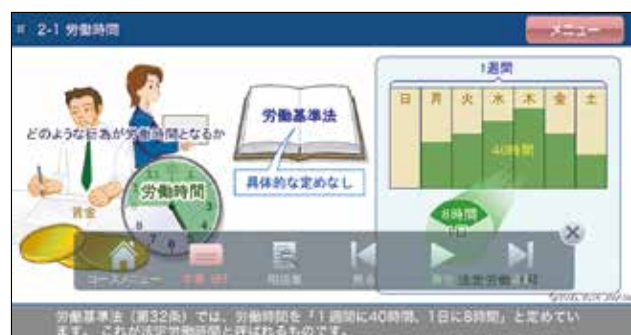 2-1 労働時間
メニュー
どのような行為が労働時間となるか
労働時間
賃金
労働基準法
具体的な定めなし
1週間
日 月 火 水 木 金 土
40時間
8時間
コースメニュー
用語集
戻る
法定労働
労働基準法(第32条)では、労働時間を「1週間に40時間、1日に8時間」と定めてい
ます。これが法定労働時間と呼ばれるものです。